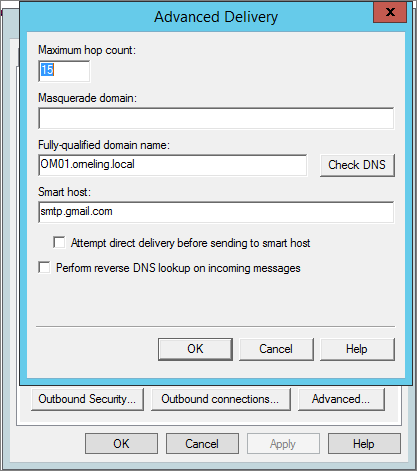 Advanced Delivery
x
Maximum hop count:
15
Masquerade domain:
Fully-qualified domain name:
OM01.omeling.local
Check DNS
Smart host:
smtp.gmail.com
Attempt direct delivery before sending to smart host
Perform reverse DNS lookup on incoming messages
OK Cancel Help
Outbound Security... Outbound connections... Advanced...
OK Cancel Apply Help